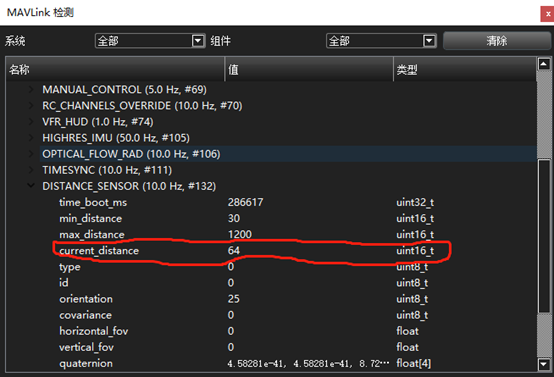 MAVLink 检测
系统 全部 组件 全部 清除
名称 值 类型
MANUAL_CONTROL (5.0 Hz, #69)
RC_CHANNELS_OVERRIDE (10.0 Hz, #70)
VFR_HUD (1.0 Hz, #74)
HIGHRES_IMU (50.0 Hz, #105)
OPTICAL_FLOW_RAD (10.0 Hz, #106)
TIMESYNC (10.0 Hz, #111)
DISTANCE_SENSOR (10.0 Hz, #132)
time_boot_ms 286617 uint32_t
min_distance 30 uint16_t
max_distance 1200 uint16_t
current_distance 64 uint16_t
type 0 uint8_t
id 0 uint8_t
orientation 25 uint8_t
covariance 0 uint8_t
horizontal_fov 0 float
vertical_fov 0 float
quaternion 4.58281e-41, 4.58281e-41, 8.72⋯ float[4]